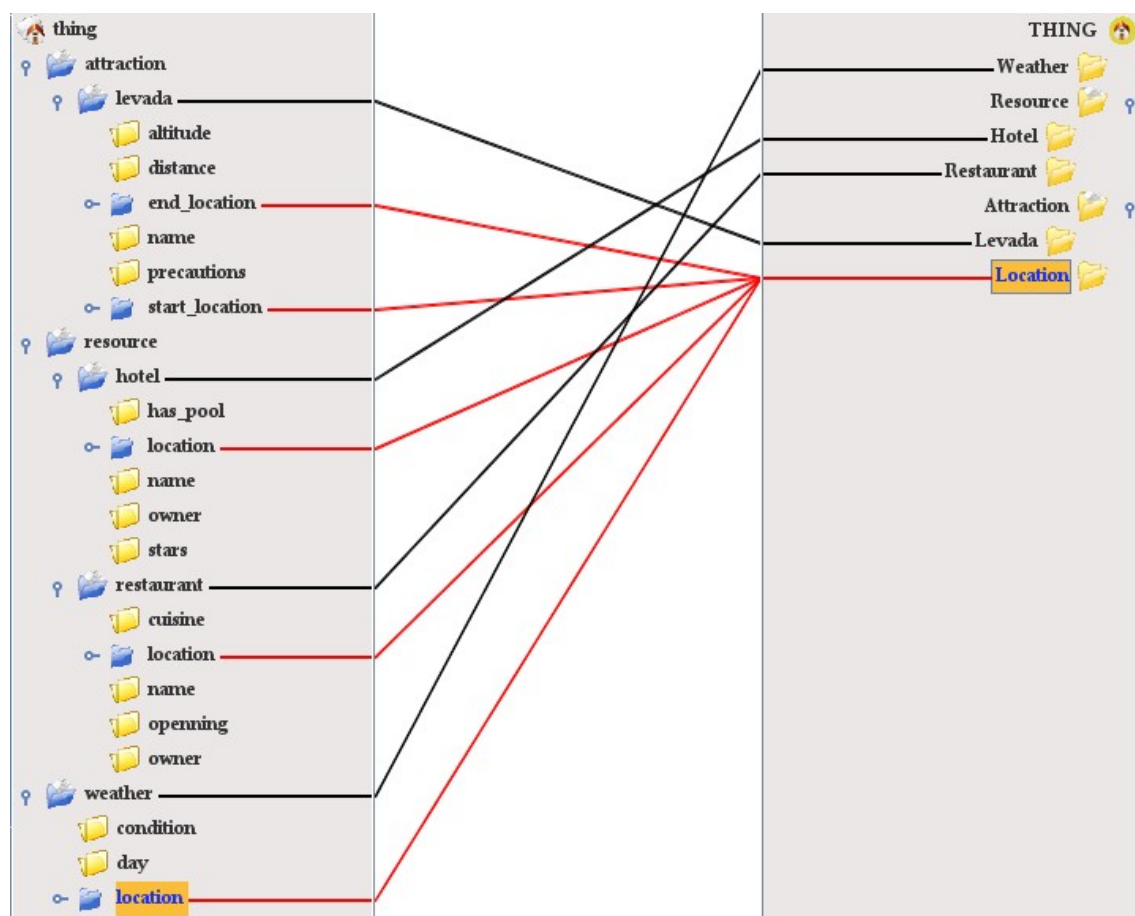 thing
attraction
levada
altitude
distance
end_location
name
precautions
start_location
resource
hotel
has_pool
location
name
owner
stars
restaurant
cuisine
location
name
openning
owner
weather
condition
day
location
THING
Weather
Resource
Hotel
Restaurant
Attraction
Levada
Location